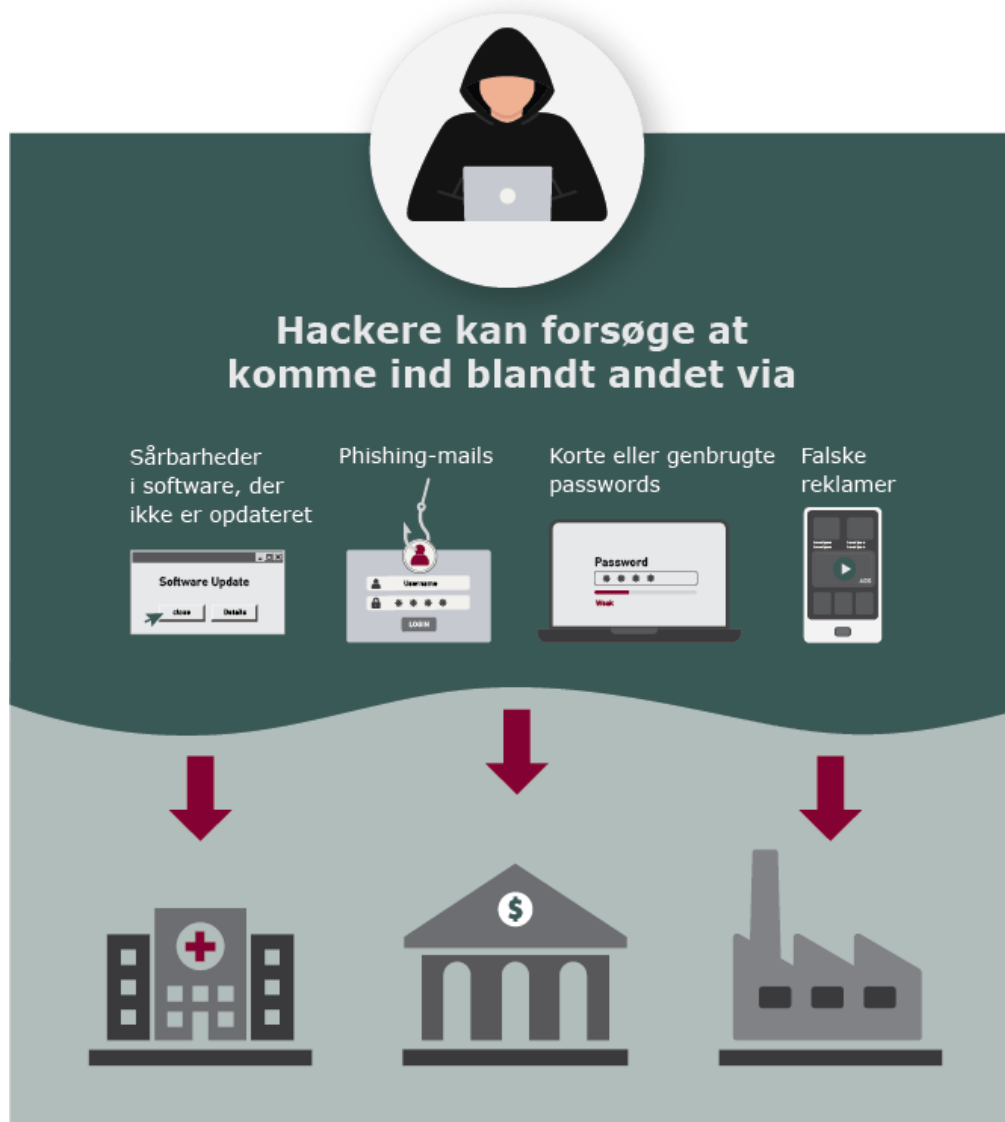 Hackere kan forsøge at
komme ind blandt andet via
Sårbarheder
i software, der
ikke er opdateret
Phishing-mails
Korte eller genbrugte
passwords
Falske
reklamer
Software Update
close
Details
Username
LOGIN
Password
Weak
ADS
$